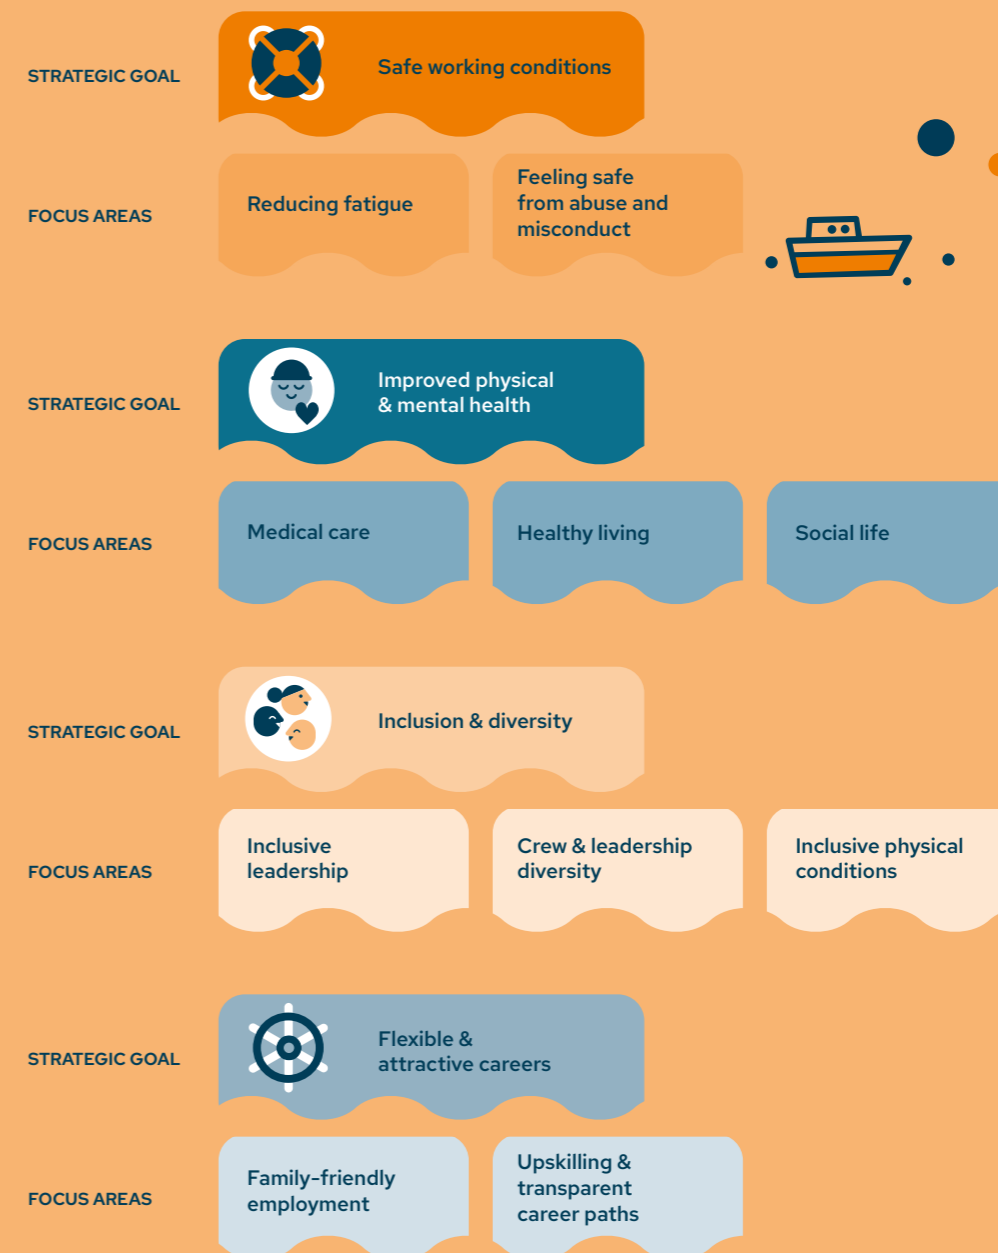 STRATEGIC GOAL
Safe working conditions
FOCUS AREAS
Reducing fatigue
Feeling safe
from abuse and
misconduct
STRATEGIC GOAL
Improved physical
& mental health
FOCUS AREAS
Medical care
Healthy living
Social life
STRATEGIC GOAL
Inclusion & diversity
FOCUS AREAS
Inclusive
leadership
Crew & leadership
diversity
Inclusive physical
conditions
STRATEGIC GOAL
Flexible &
attractive careers
FOCUS AREAS
Family-friendly
employment
Upskilling &
transparent
career paths